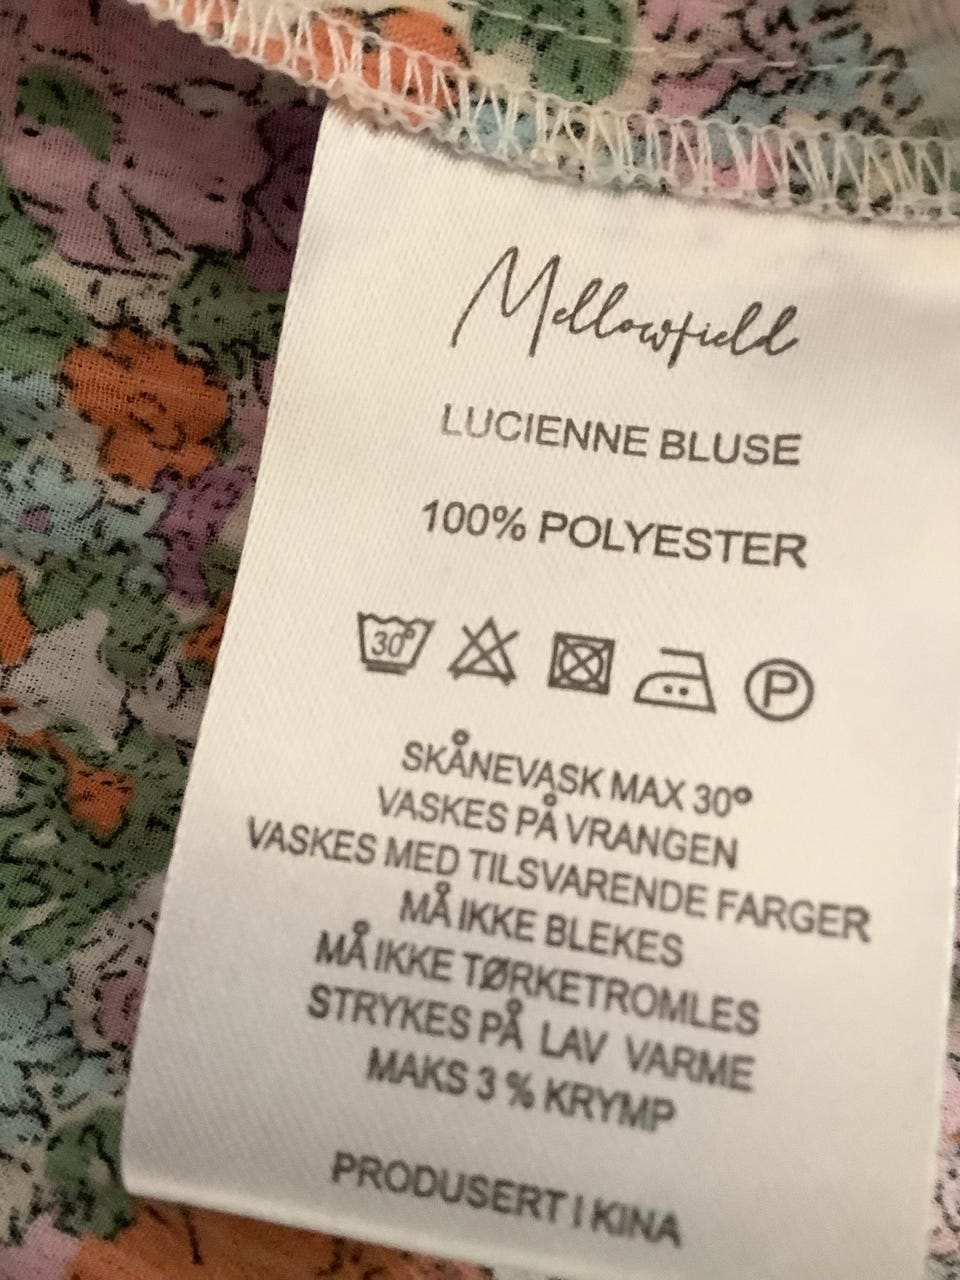 Mellowfield
LUCIENNE BLUSE
100% POLYESTER
30° P
SKÅNEVASK MAX 30°
VASKES PÅ VRANGEN
VASKES MED TILSVARENDE FARGER
MÅ IKKE BLEKES
MÅ IKKE TØRKETROMLES
STRYKES PÅ LAV VARME
MAKS 3 % KRYMP
PRODUSERT I KINA